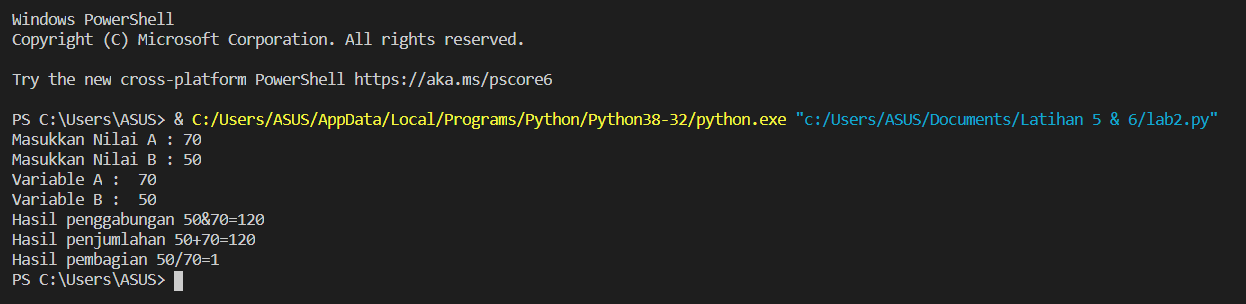 Windows PowerShell
Copyright (C) Microsoft Corporation. All rights reserved.
Try the new cross-platform PowerShell https://aka.ms/pscore6
PS C:\Users\ASUS> & C:/Users/ASUS/AppData/Local/Programs/Python/Python38-32/python.exe "c:/Users/ASUS/Documents/Latihan 5 & 6/lab2.py"
Masukkan Nilai A : 70
Masukkan Nilai B : 50
Variable A :  70
Variable B :  50
Hasil penggabungan 50&70=120
Hasil penjumlahan 50+70=120
Hasil pembagian 50/70=1
PS C:\Users\ASUS>